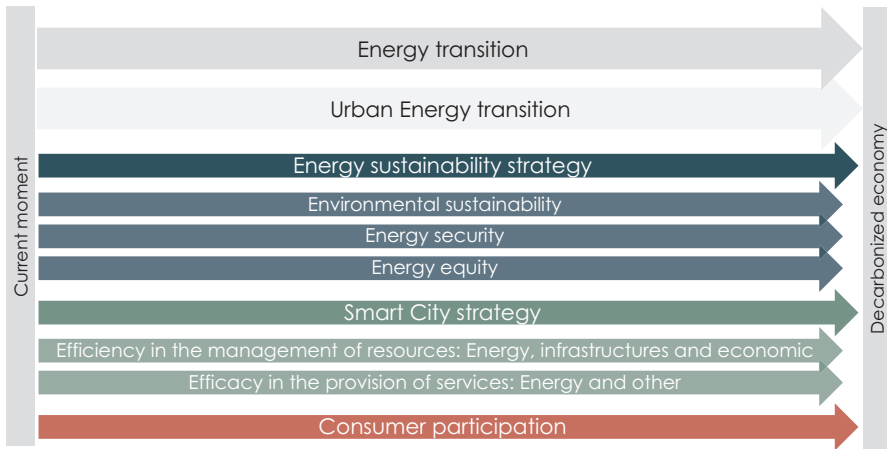 Current moment
Energy transition
Urban Energy transition
Energy sustainability strategy
Environmental sustainability
Energy security
Energy equity
Smart City strategy
Efficiency in the management of resources: Energy, infrastructures and economic
Efficacy in the provision of services: Energy and other
Consumer participation
Decarbonized economy